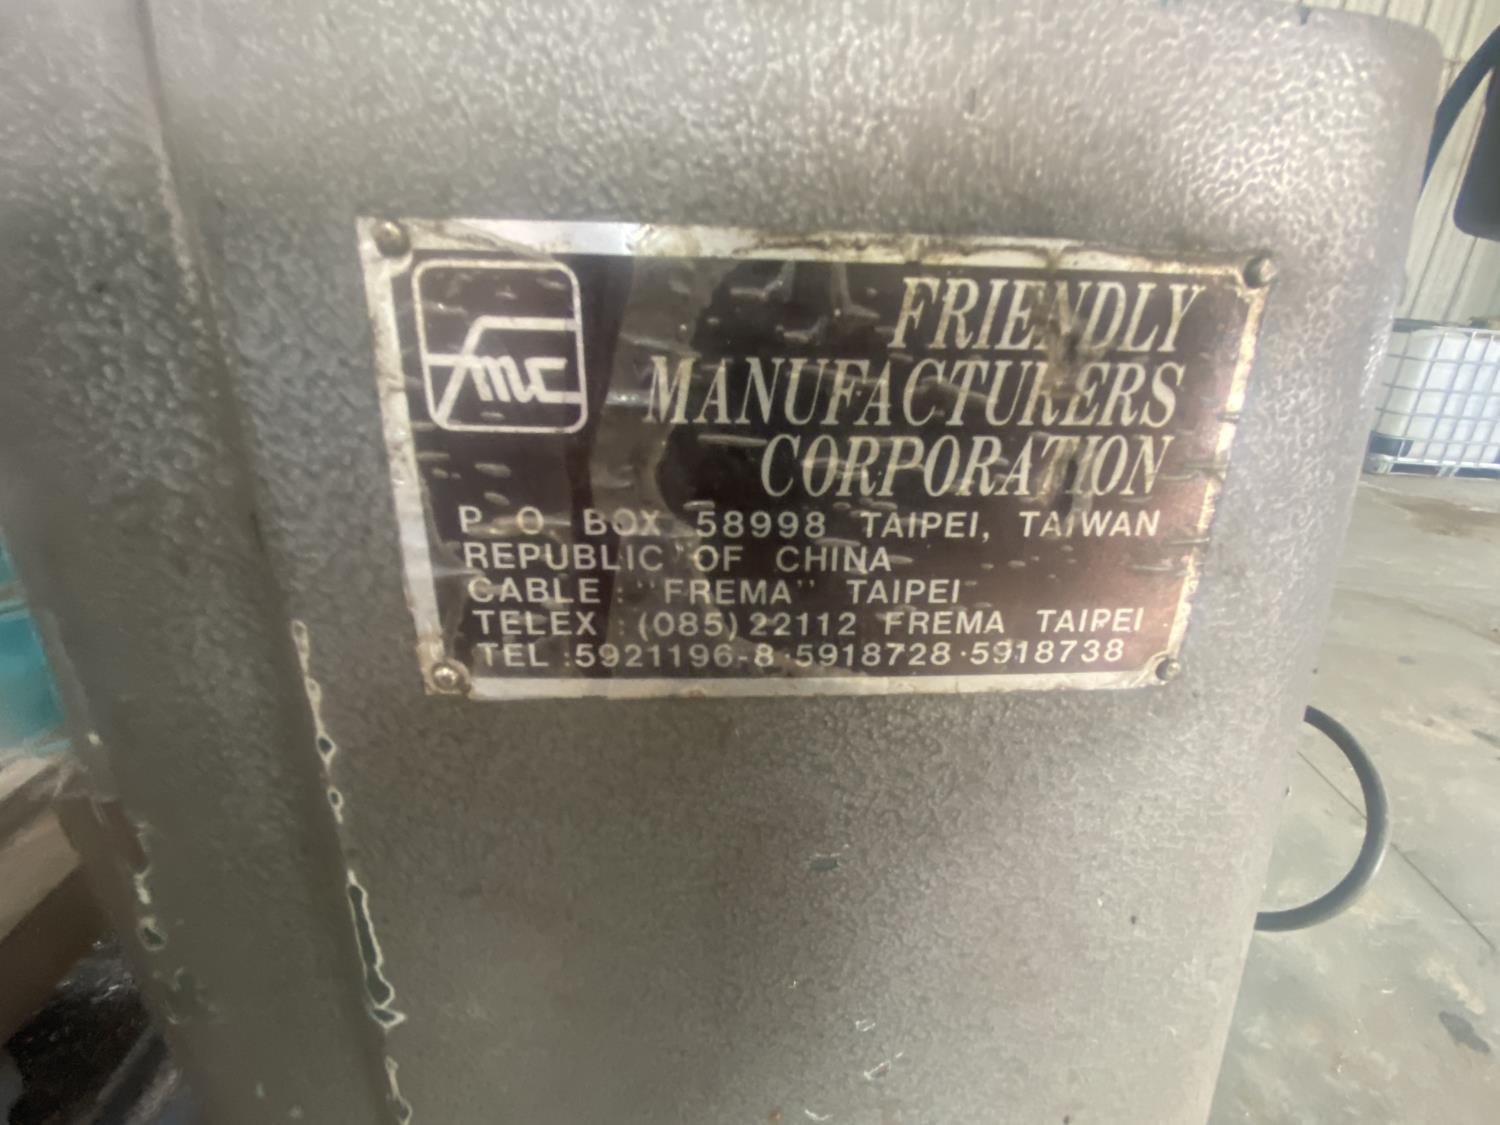 fmc
FRIENDLY
MANUFACTURERS
CORPORATION
P. O. BOX 58998 TAIPEI, TAIWAN
REPUBLIC OF CHINA
CABLE : "FREMA" TAIPEI
TELEX : (085) 22112 FREMA TAIPEI
TEL : 5921196-8·5918728·5918738